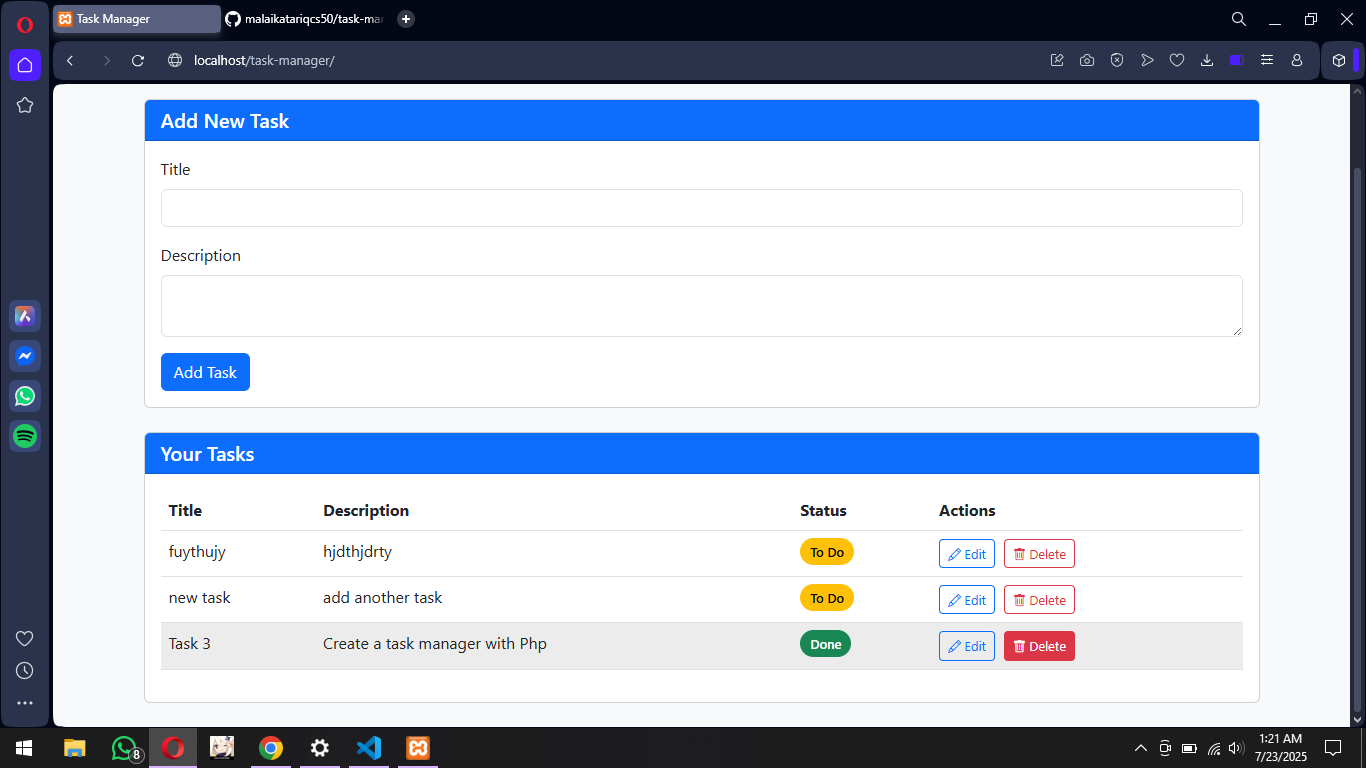 Task Manager
malaikatariqcs50/task-mar
localhost/task-manager/
Add New Task
Title
Description
Add Task
Your Tasks
Title Description Status Actions
fuythujy hjdthjdrty To Do Edit Delete
new task add another task To Do Edit Delete
Task 3 Create a task manager with Php Done Edit Delete
8
1:21 AM
7/23/2025